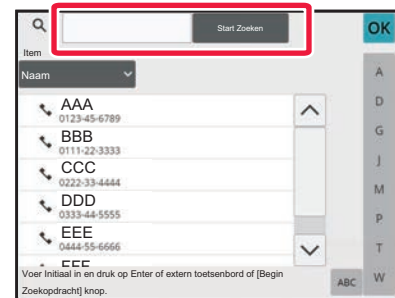 Start Zoeken
OK
Item
Naam
A
AAA
0123-45-6789
D
BBB
0111-22-3333
G
CCC
0222-33-4444
J
DDD
0333-44-5555
M
EEE
0444-55-6666
P
EEE
T
Voer Initiaal in en druk op Enter of extern toetsenbord of [Begin
Zoekopdracht] knop.
ABC
W